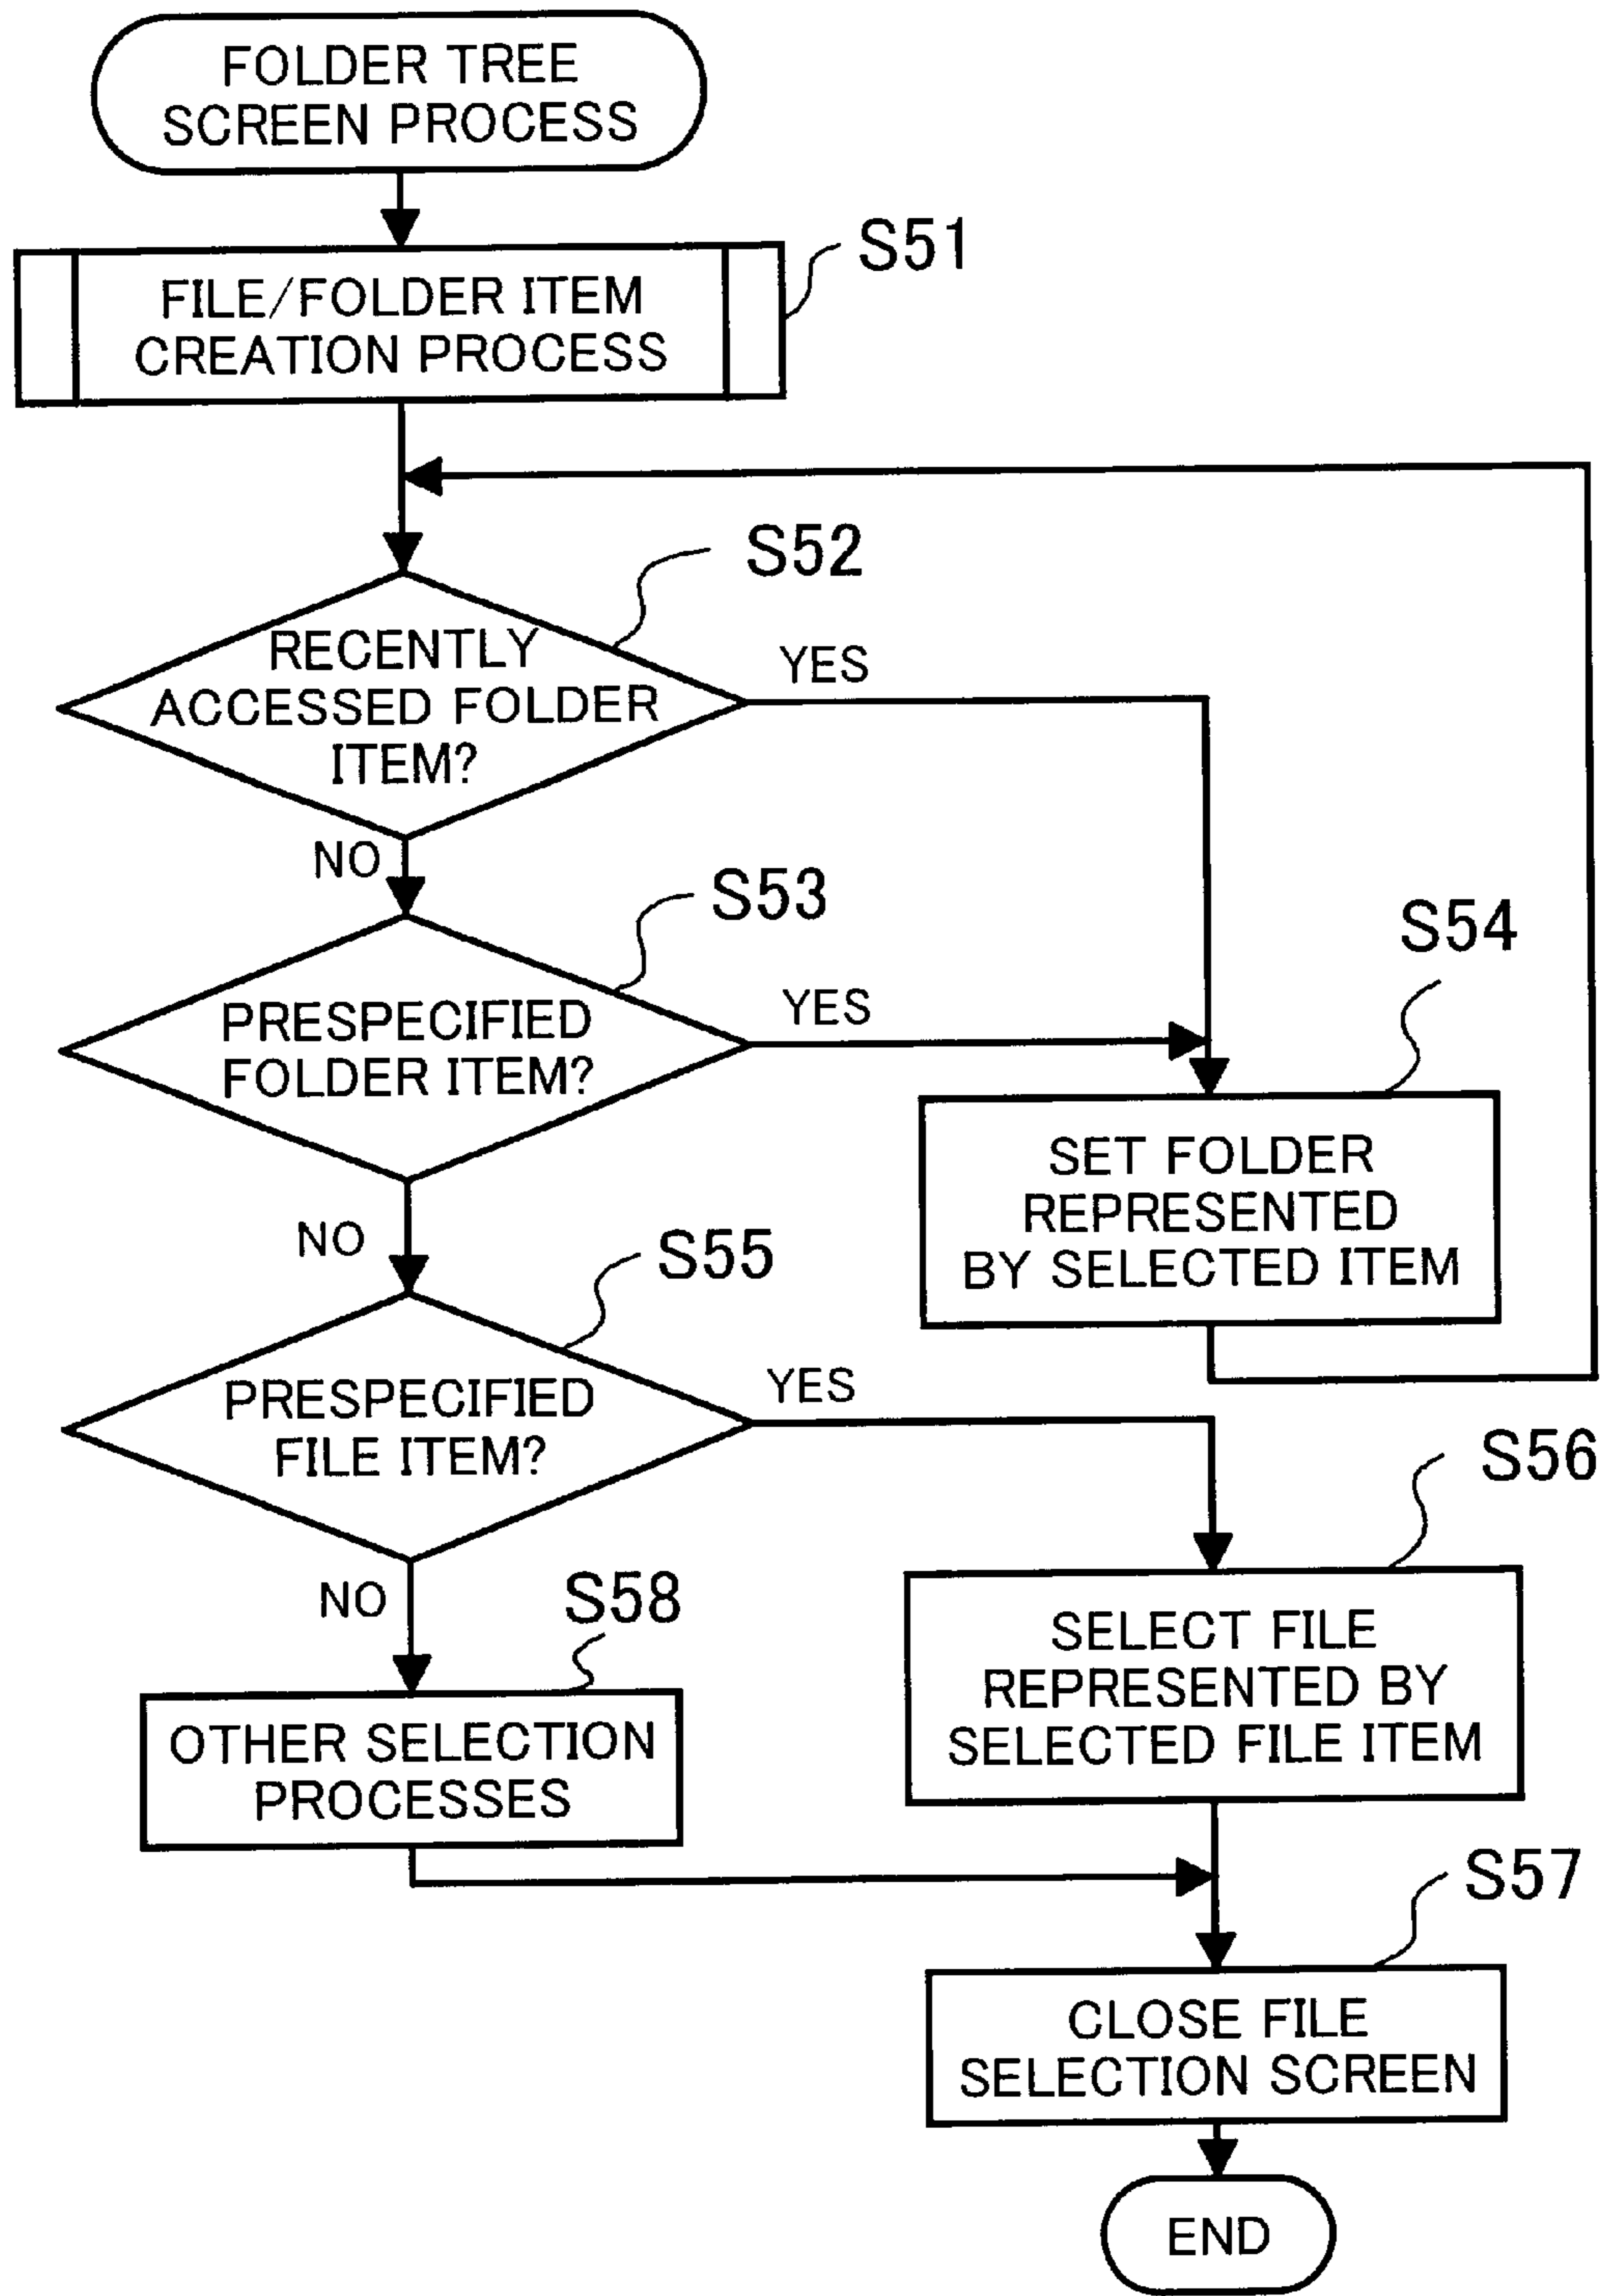 FOLDER TREE
SCREEN PROCESS
S51
FILE/FOLDER ITEM
CREATION PROCESS
S52
RECENTLY
ACCESSED FOLDER
ITEM?
YES
NO
S53
PRESPECIFIED
FOLDER ITEM?
YES
S54
SET FOLDER
REPRESENTED
BY SELECTED ITEM
NO
S55
PRESPECIFIED
FILE ITEM?
YES
S56
SELECT FILE
REPRESENTED BY
SELECTED FILE ITEM
NO
S58
OTHER SELECTION
PROCESSES
S57
CLOSE FILE
SELECTION SCREEN
END